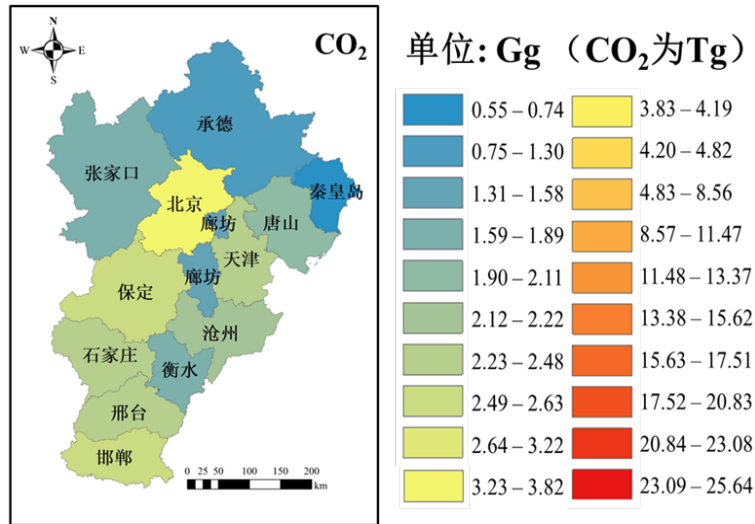 N
W E
S
CO₂
承德
张家口
秦皇岛
北京
廊坊
唐山
天津
廊坊
保定
沧州
石家庄
衡水
邢台
邯郸
0 25 50 100 150 200
km
单位: Gg （CO₂为Tg）
0.55 – 0.74
0.75 – 1.30
1.31 – 1.58
1.59 – 1.89
1.90 – 2.11
2.12 – 2.22
2.23 – 2.48
2.49 – 2.63
2.64 – 3.22
3.23 – 3.82
3.83 – 4.19
4.20 – 4.82
4.83 – 8.56
8.57 – 11.47
11.48 – 13.37
13.38 – 15.62
15.63 – 17.51
17.52 – 20.83
20.84 – 23.08
23.09 – 25.64